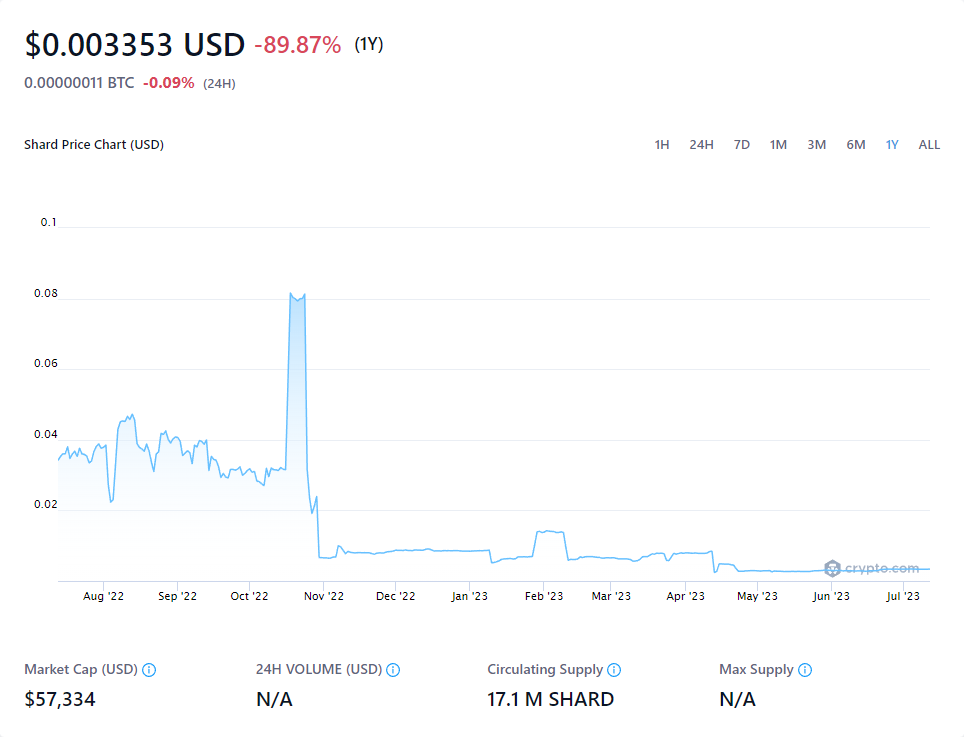 $0.003353 USD -89.87% (1Y)
0.00000011 BTC -0.09% (24H)
Shard Price Chart (USD) 1H 24H 7D 1M 3M 6M 1Y ALL
0.1
0.08
0.06
0.04
0.02
crypto.com
Aug '22 Sep '22 Oct '22 Nov '22 Dec '22 Jan '23 Feb '23 Mar '23 Apr '23 May '23 Jun '23 Jul '23
Market Cap (USD) 24H VOLUME (USD) Circulating Supply Max Supply
$57,334 N/A 17.1 M SHARD N/A